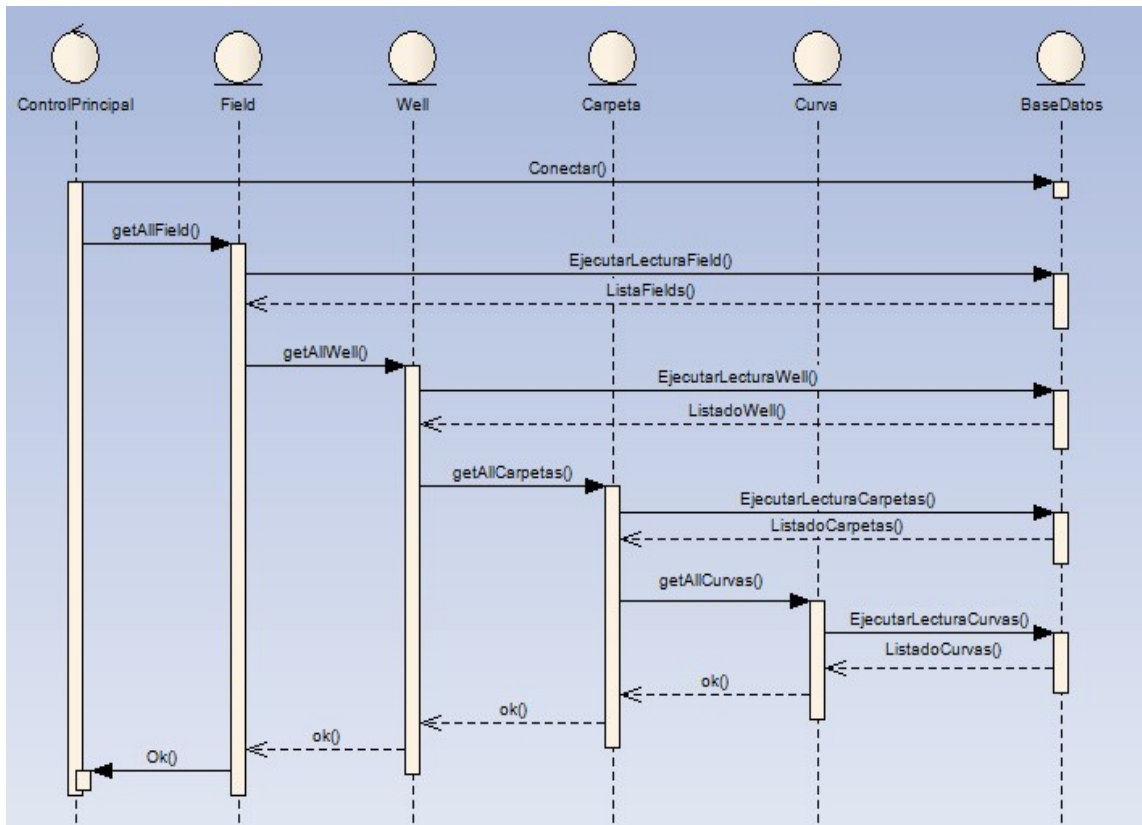 ControlPrincipal Field Well Carpeta Curva BaseDatos
Conectar()
getAllField()
EjecutarLecturaField()
ListaFields()
getAllWell()
EjecutarLecturaWell()
ListadoWell()
getAllCarpetas()
EjecutarLecturaCarpetas()
ListadoCarpetas()
getAllCurvas()
EjecutarLecturaCurvas()
ListadoCurvas()
ok()
ok()
ok()
Ok()